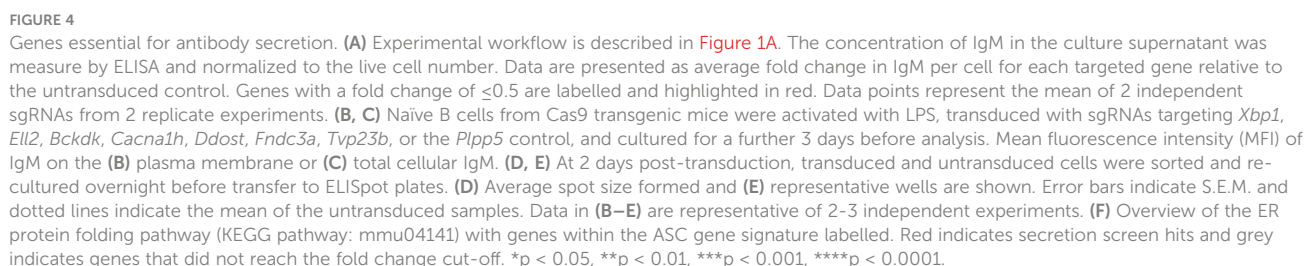 FIGURE 4
Genes essential for antibody secretion. (A) Experimental workflow is described in Figure 1A. The concentration of IgM in the culture supernatant was
measure by ELISA and normalized to the live cell number. Data are presented as average fold change in IgM per cell for each targeted gene relative to
the untransduced control. Genes with a fold change of ≤0.5 are labelled and highlighted in red. Data points represent the mean of 2 independent
sgRNAs from 2 replicate experiments. (B, C) Naïve B cells from Cas9 transgenic mice were activated with LPS, transduced with sgRNAs targeting Xbp1,
Ell2, Bckdk, Cacna1h, Ddost, Fndc3a, Tvp23b, or the Plpp5 control, and cultured for a further 3 days before analysis. Mean fluorescence intensity (MFI) of
IgM on the (B) plasma membrane or (C) total cellular IgM. (D, E) At 2 days post-transduction, transduced and untransduced cells were sorted and re-
cultured overnight before transfer to ELISpot plates. (D) Average spot size formed and (E) representative wells are shown. Error bars indicate S.E.M. and
dotted lines indicate the mean of the untransduced samples. Data in (B–E) are representative of 2-3 independent experiments. (F) Overview of the ER
protein folding pathway (KEGG pathway: mmu04141) with genes within the ASC gene signature labelled. Red indicates secretion screen hits and grey
indicates genes that did not reach the fold change cut-off. *p < 0.05, **p < 0.01, ***p < 0.001, ****p < 0.0001.